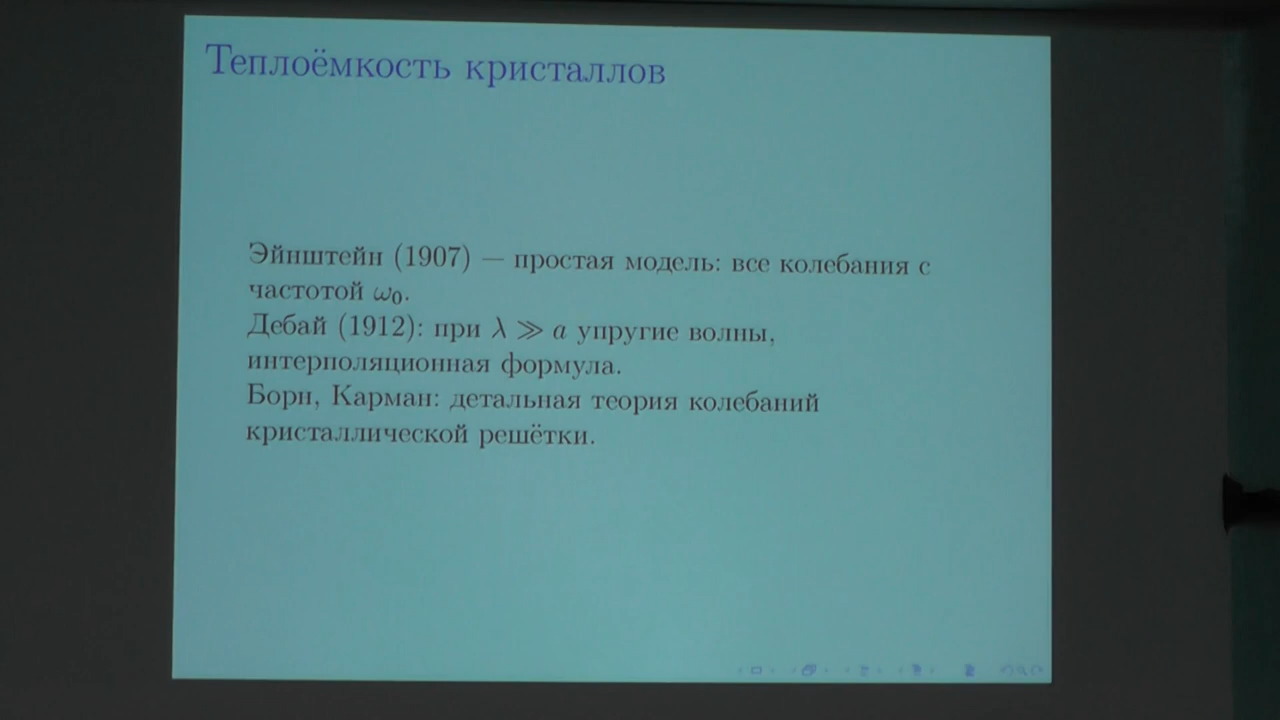 Теплоёмкость кристаллов
Эйнштейн (1907) — простая модель: все колебания с
частотой ω₀.
Дебай (1912): при λ ≫ a упругие волны,
интерполяционная формула.
Борн, Карман: детальная теория колебаний
кристаллической решётки.